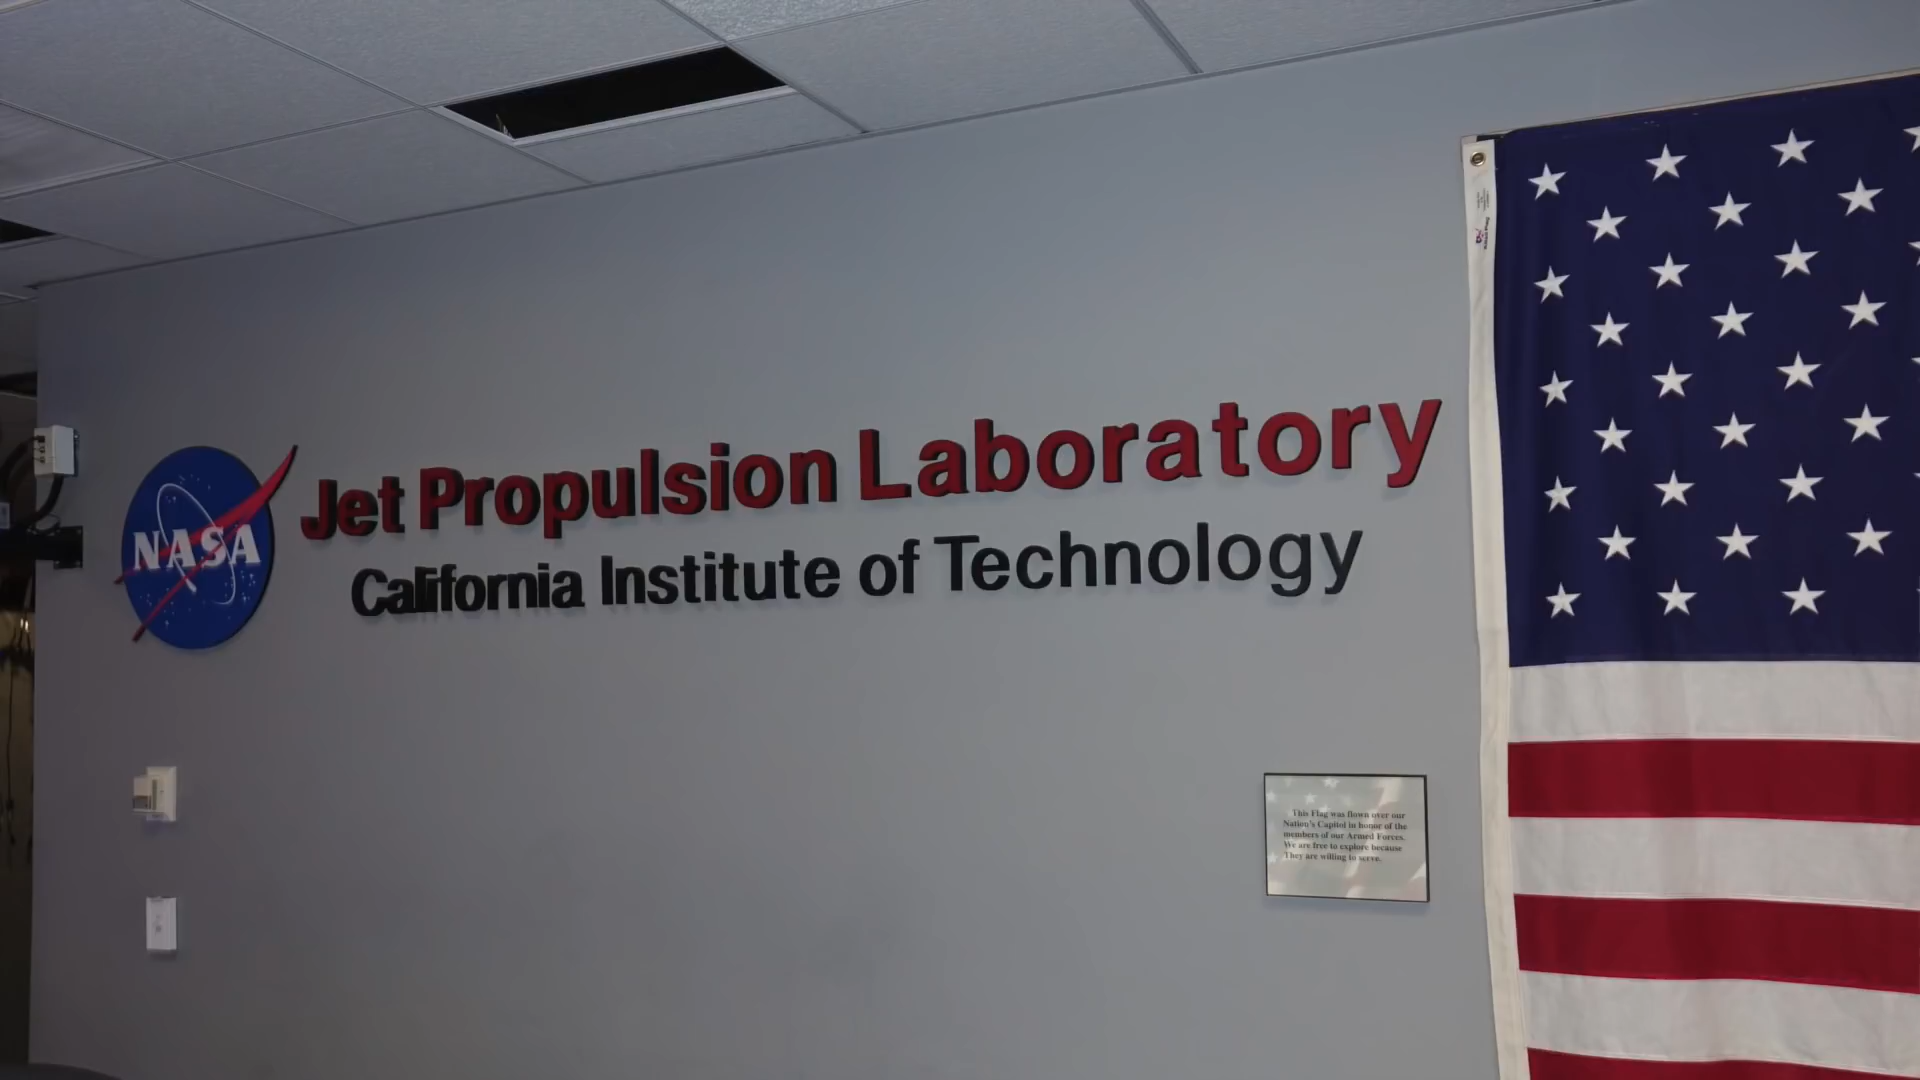 NASA
Jet Propulsion Laboratory
California Institute of Technology
This Flag was flown over our
Nation's Capitol in honor of the
members of our Armed Forces.
We are free to explore because
They are willing to serve.